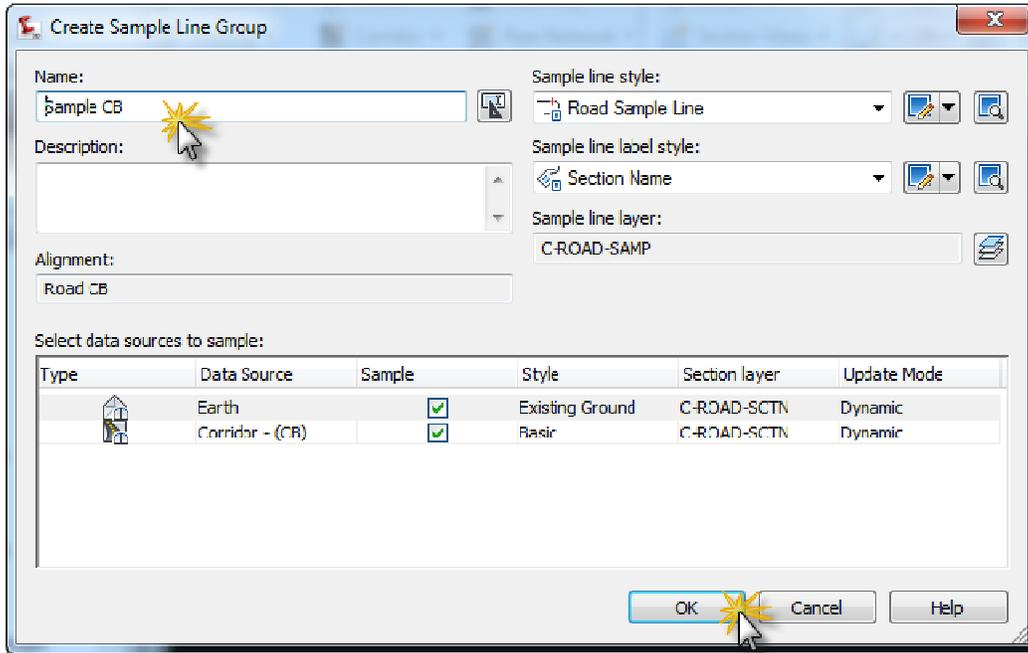 Create Sample Line Group
Name:
Sample CB
Description:
Alignment:
Road CB
Sample line style:
Road Sample Line
Sample line label style:
Section Name
Sample line layer:
C-ROAD-SAMP
Select data sources to sample:
Type Data Source Sample Style Section layer Update Mode
Earth Existing Ground C-ROAD-SCTN Dynamic
Corridor - (CB) Basic C-ROAD-SCTN Dynamic
OK Cancel Help